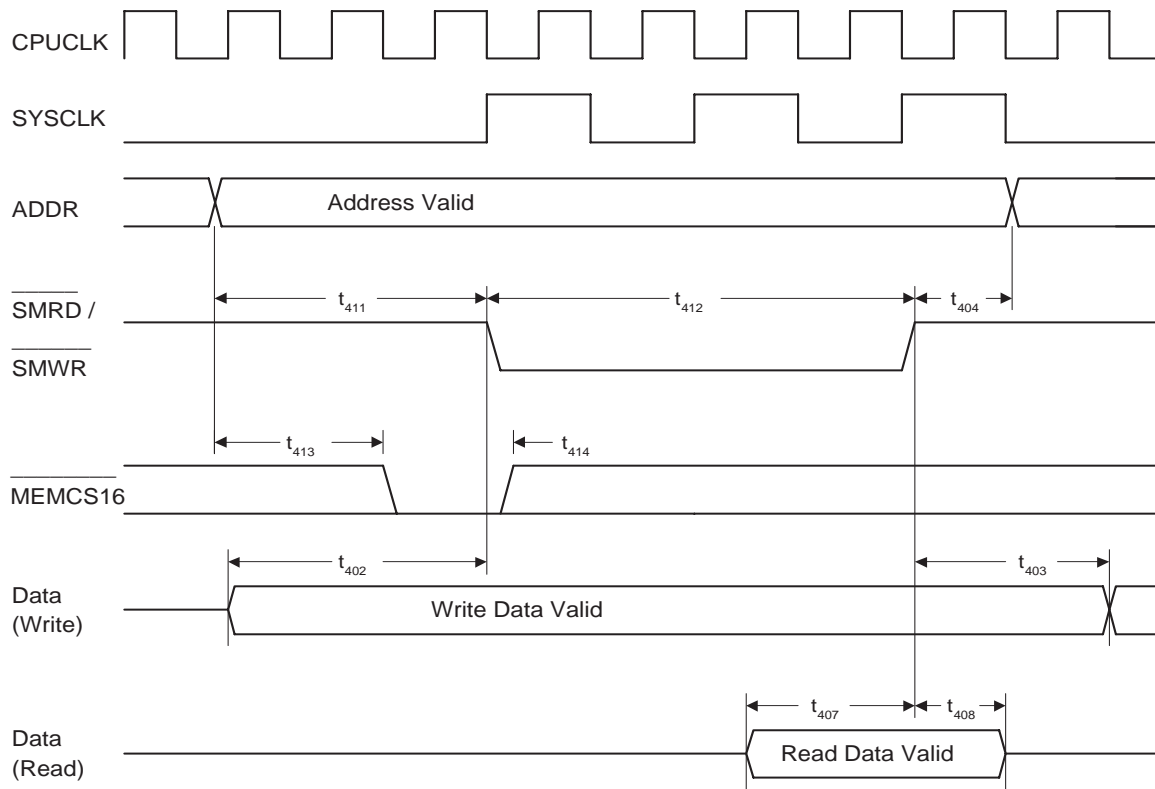 CPUCLK
SYSCLK
ADDR
Address Valid
t411
t412
t404
SMRD /
SMWR
t413
t414
MEMCS16
t402
t403
Data
(Write)
Write Data Valid
t407
t408
Data
(Read)
Read Data Valid